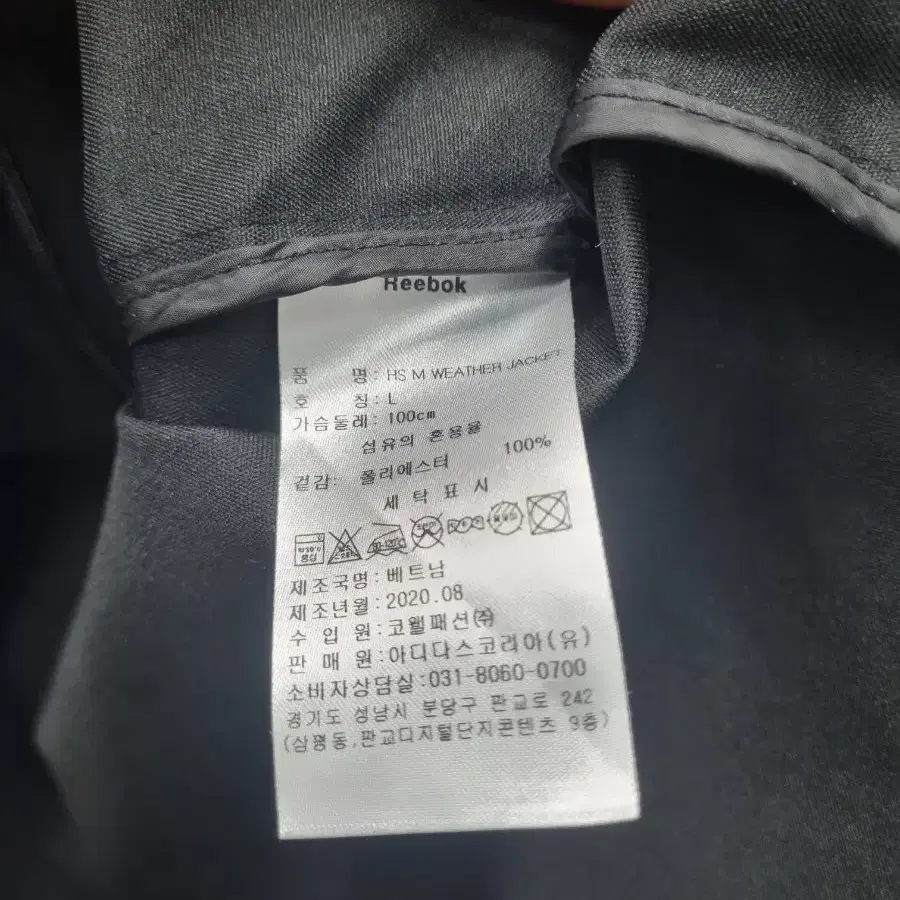 Reebok
품 명: HS M WEATHER JACKET
호 칭: L
가슴둘레: 100cm
섬유의 혼용율
겉감: 폴리에스터 100%
세 탁 표 시
제조국명: 베트남
제조년월: 2020.08
수 입 원: 코웰패션㈜
판 매 원: 아디다스코리아(유)
소비자상담실: 031-8060-0700
경기도 성남시 분당구 판교로 242
(삼평동,판교디지털단지콘텐츠 9층)